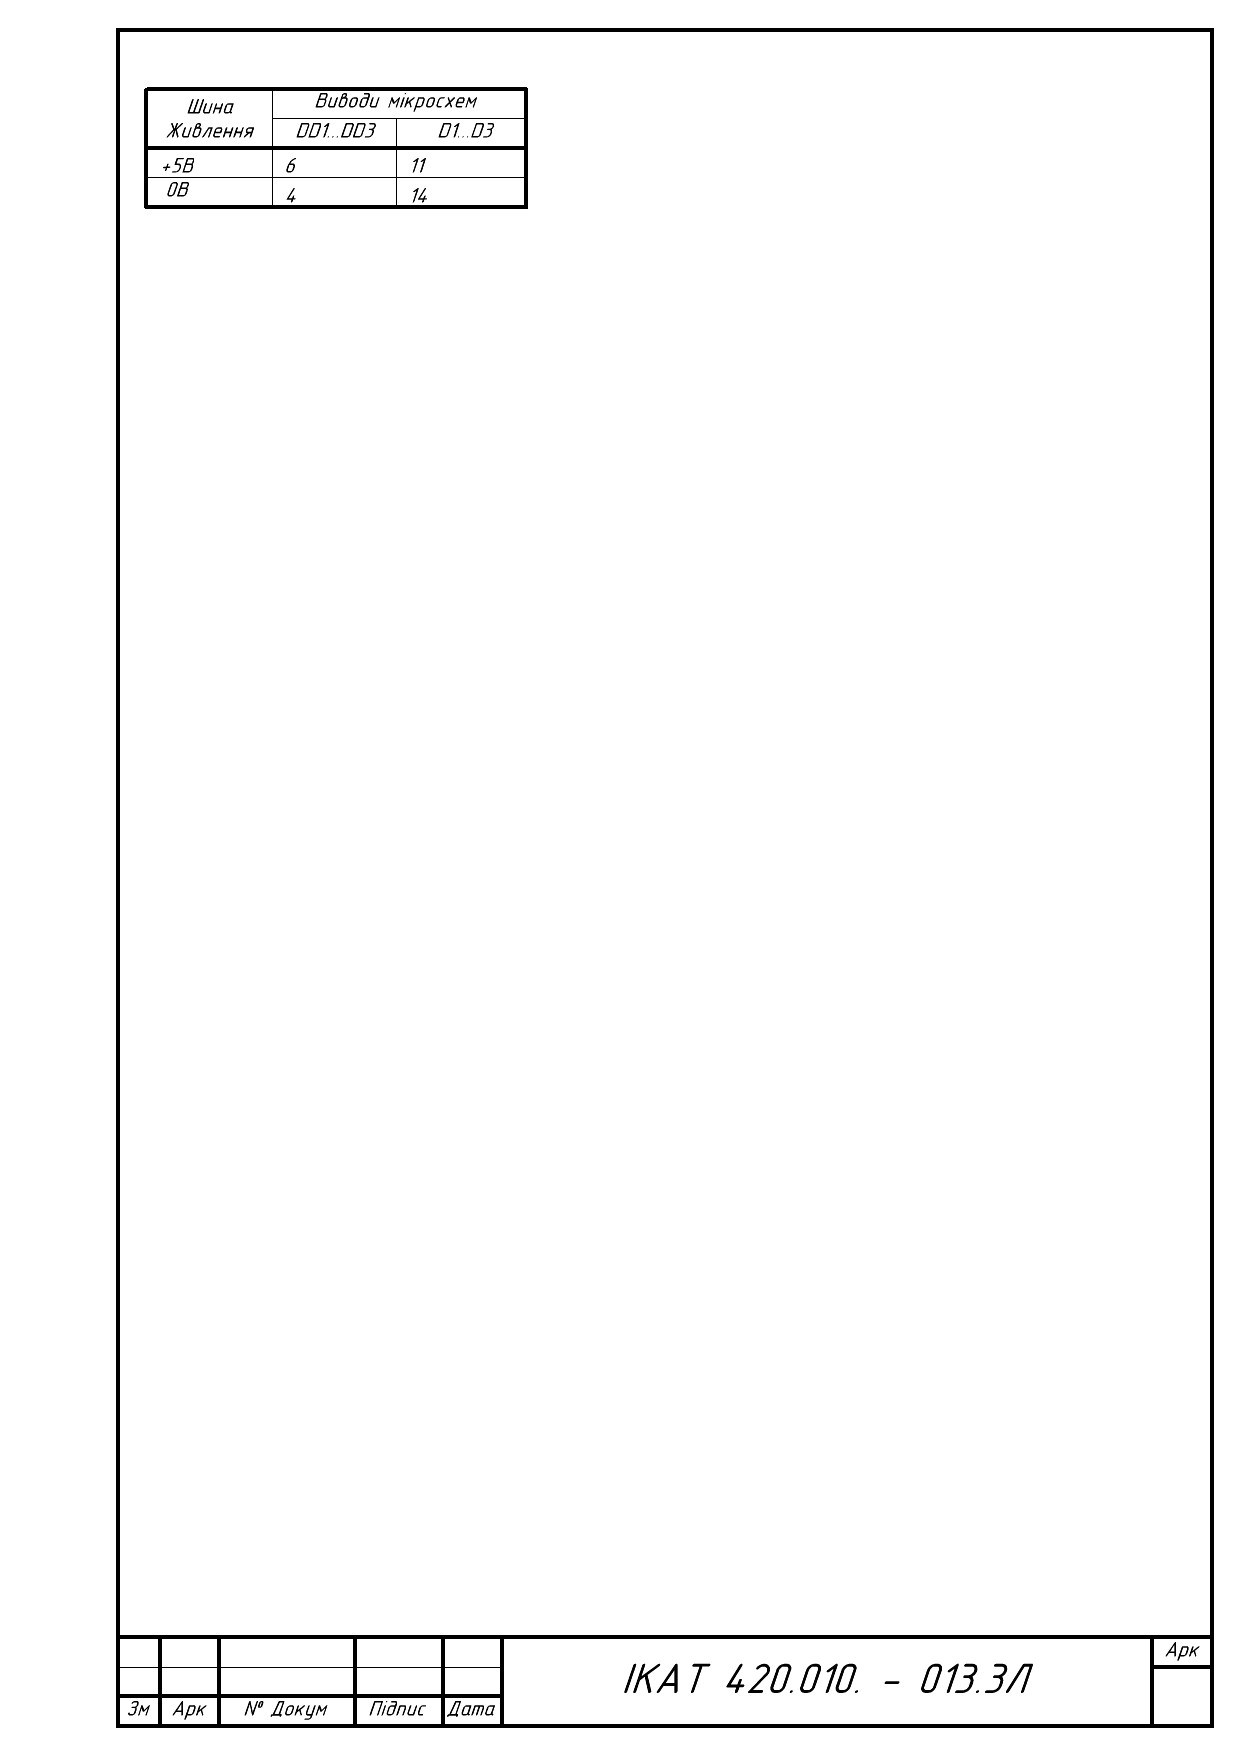 Шина
Живлення
Виводи мікросхем
DD1...DD3 D1...D3
+5В 6 11
0В 4 14
Арк
ІКАТ 420.010. - 013.ЗЛ
Зм Арк № Докум Підпис Дата